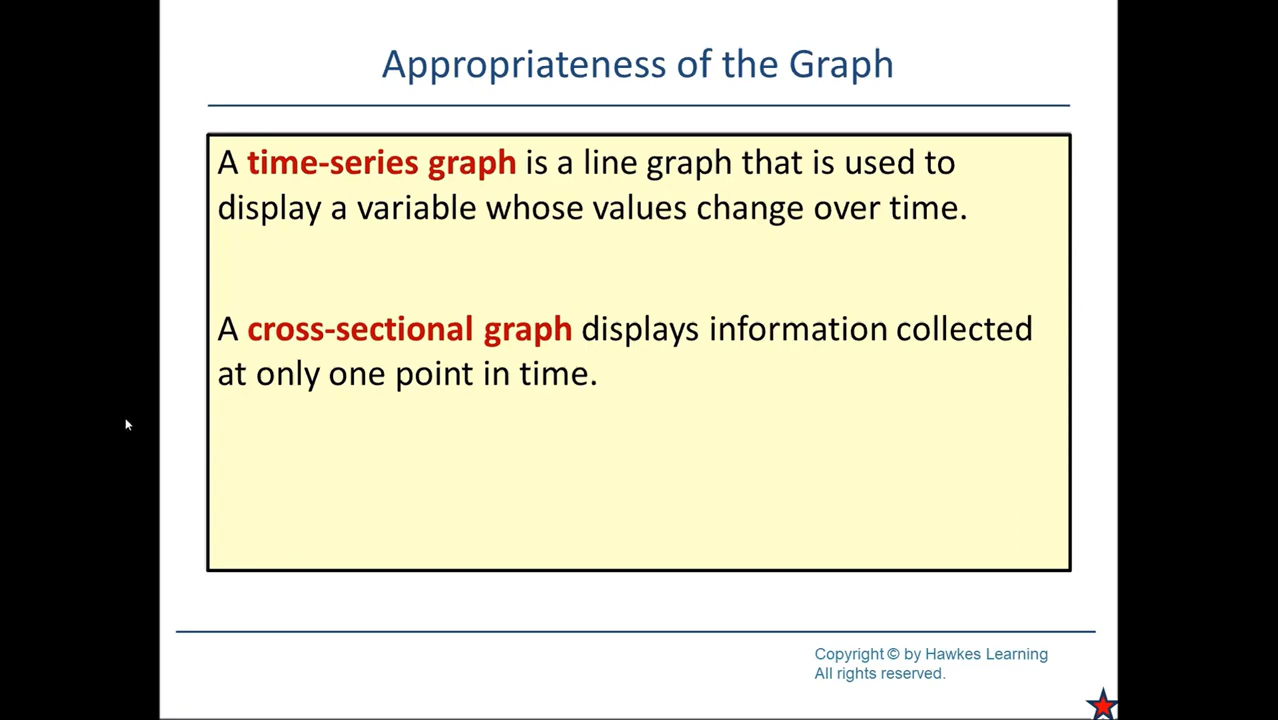 Appropriateness of the Graph
A time-series graph is a line graph that is used to
display a variable whose values change over time.
A cross-sectional graph displays information collected
at only one point in time.
Copyright © by Hawkes Learning
All rights reserved.